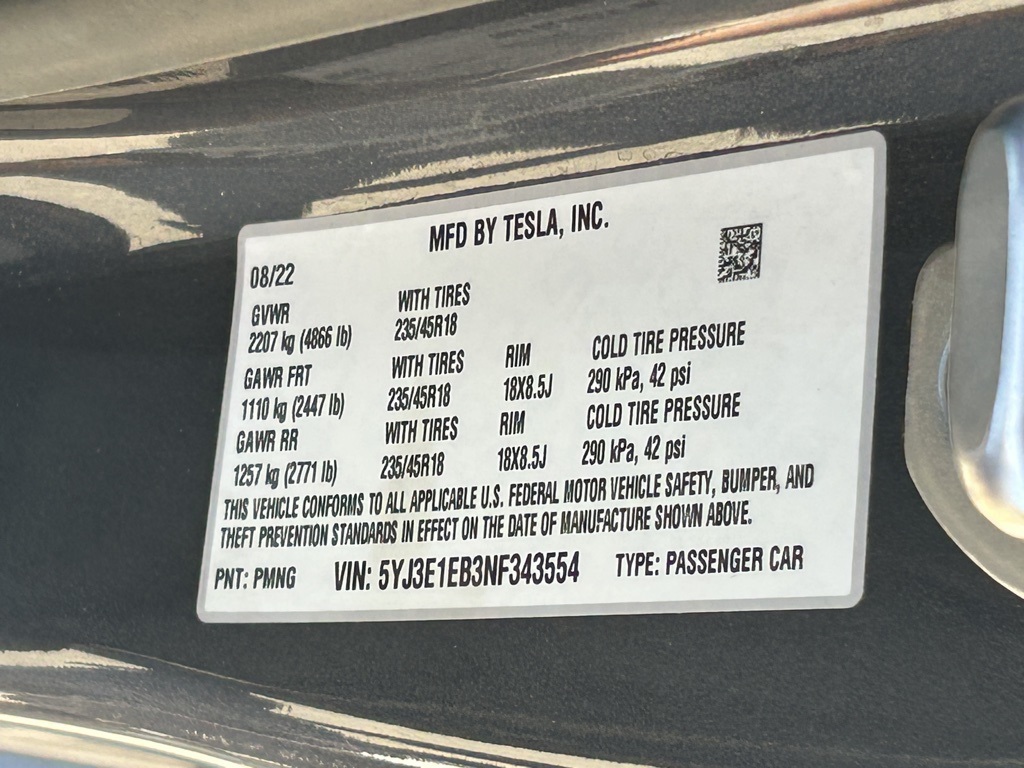 MFD BY TESLA, INC.
08/22
GVWR WITH TIRES
2207 kg (4866 lb) 235/45R18
GAWR FRT WITH TIRES RIM COLD TIRE PRESSURE
1110 kg (2447 lb) 235/45R18 18X8.5J 290 kPa, 42 psi
GAWR RR WITH TIRES RIM COLD TIRE PRESSURE
1257 kg (2771 lb) 235/45R18 18X8.5J 290 kPa, 42 psi
THIS VEHICLE CONFORMS TO ALL APPLICABLE U.S. FEDERAL MOTOR VEHICLE SAFETY, BUMPER, AND
THEFT PREVENTION STANDARDS IN EFFECT ON THE DATE OF MANUFACTURE SHOWN ABOVE.
PNT: PMNG VIN: 5YJ3E1EB3NF343554 TYPE: PASSENGER CAR